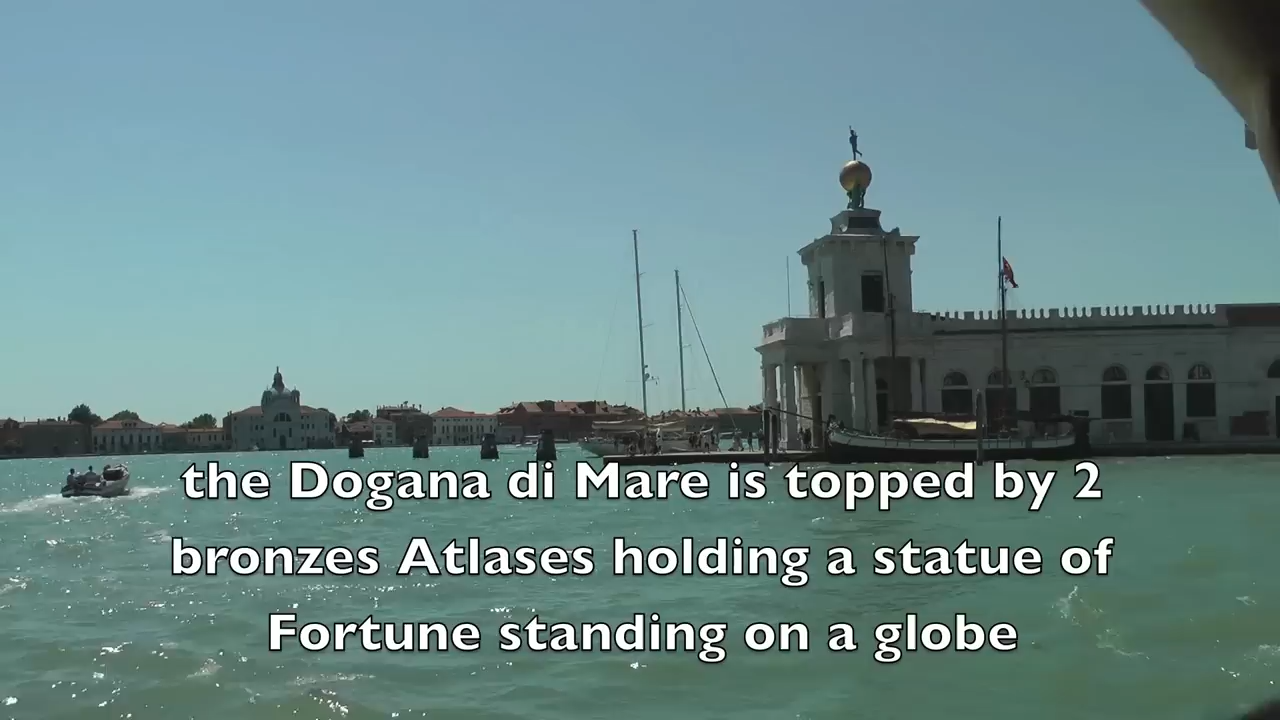 the Dogana di Mare is topped by 2
bronzes Atlases holding a statue of
Fortune standing on a globe